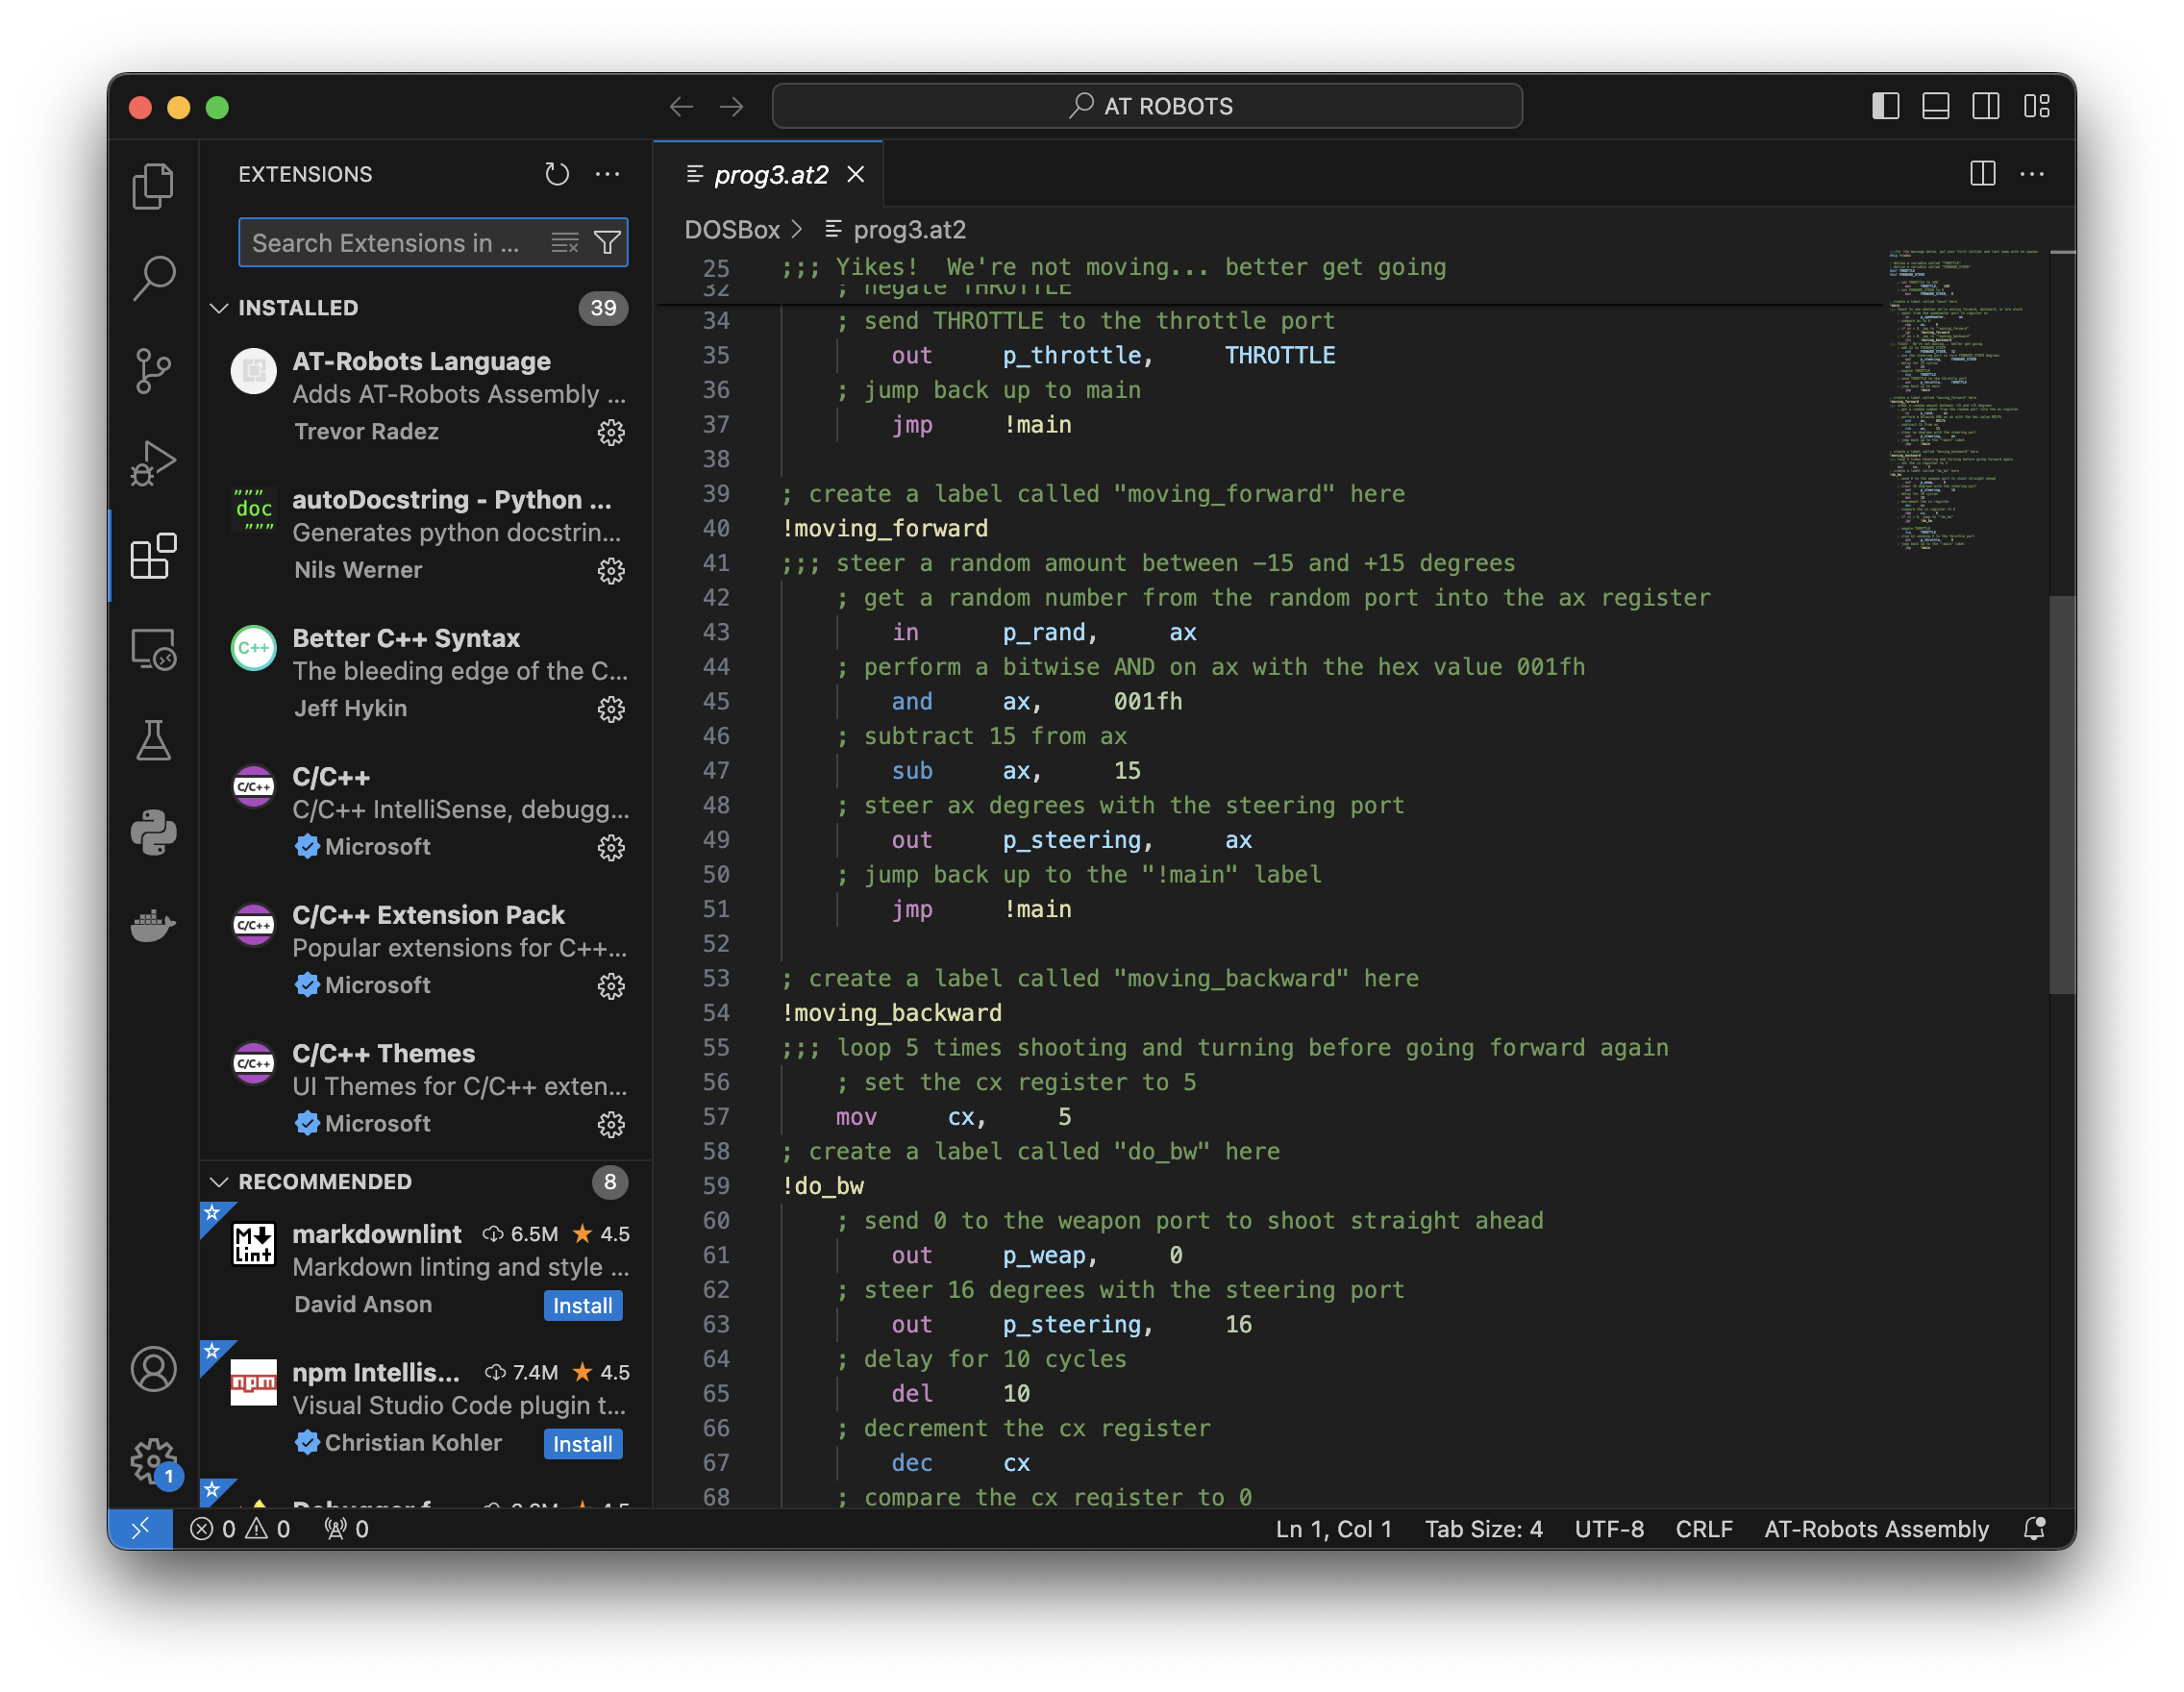 AT ROBOTS
EXTENSIONS
Search Extensions in ...
INSTALLED
39
AT-Robots Language
Adds AT-Robots Assembly ...
Trevor Radez
autoDocstring - Python ...
Generates python docstrin...
Nils Werner
Better C++ Syntax
The bleeding edge of the C...
Jeff Hykin
C/C++
C/C++ IntelliSense, debugg...
Microsoft
C/C++ Extension Pack
Popular extensions for C++...
Microsoft
C/C++ Themes
UI Themes for C/C++ exten...
Microsoft
RECOMMENDED
8
markdownlint 6.5M 4.5
Markdown linting and style ...
David Anson Install
npm Intellis... 7.4M 4.5
Visual Studio Code plugin t...
Christian Kohler Install
prog3.at2
DOSBox > prog3.at2
25 ;;; Yikes!  We're not moving... better get going
32 ; negate THROTTLE
34 ; send THROTTLE to the throttle port
35 out p_throttle, THROTTLE
36 ; jump back up to main
37 jmp !main
38
39 ; create a label called "moving_forward" here
40 !moving_forward
41 ;;; steer a random amount between -15 and +15 degrees
42 ; get a random number from the random port into the ax register
43 in p_rand, ax
44 ; perform a bitwise AND on ax with the hex value 001fh
45 and ax, 001fh
46 ; subtract 15 from ax
47 sub ax, 15
48 ; steer ax degrees with the steering port
49 out p_steering, ax
50 ; jump back up to the "!main" label
51 jmp !main
52
53 ; create a label called "moving_backward" here
54 !moving_backward
55 ;;; loop 5 times shooting and turning before going forward again
56 ; set the cx register to 5
57 mov cx, 5
58 ; create a label called "do_bw" here
59 !do_bw
60 ; send 0 to the weapon port to shoot straight ahead
61 out p_weap, 0
62 ; steer 16 degrees with the steering port
63 out p_steering, 16
64 ; delay for 10 cycles
65 del 10
66 ; decrement the cx register
67 dec cx
68 ; compare the cx register to 0
1
0 0 0
Ln 1, Col 1 Tab Size: 4 UTF-8 CRLF AT-Robots Assembly